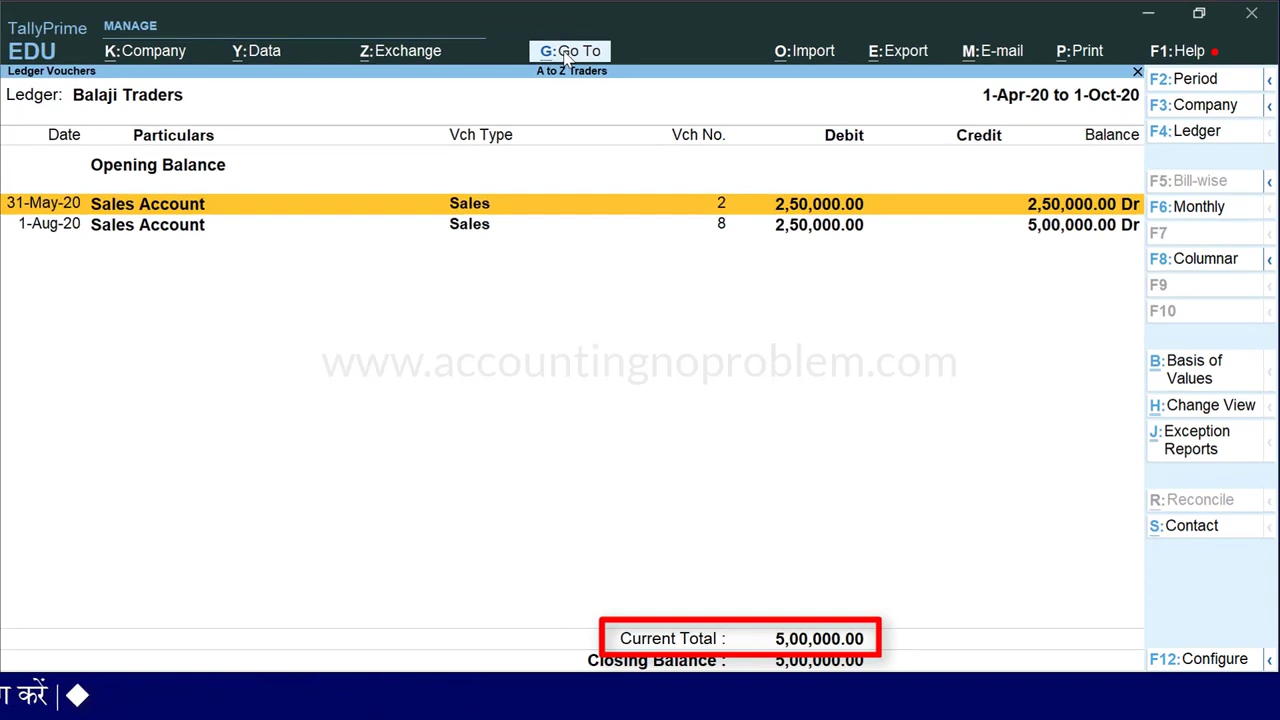 TallyPrime MANAGE
EDU K:Company Y:Data Z:Exchange G:Go To O:Import E:Export M:E-mail P:Print F1:Help
Ledger Vouchers A to Z Traders
Ledger: Balaji Traders 1-Apr-20 to 1-Oct-20
Date Particulars Vch Type Vch No. Debit Credit Balance
Opening Balance
31-May-20 Sales Account Sales 2 2,50,000.00 2,50,000.00 Dr
1-Aug-20 Sales Account Sales 8 2,50,000.00 5,00,000.00 Dr
www.accountingnoproblem.com
Current Total : 5,00,000.00
Closing Balance : 5,00,000.00
F2:Period
F3:Company
F4:Ledger
F5:Bill-wise
F6:Monthly
F7
F8:Columnar
F9
F10
B:Basis of
Values
H:Change View
J:Exception
Reports
R:Reconcile
S:Contact
F12:Configure
करें |